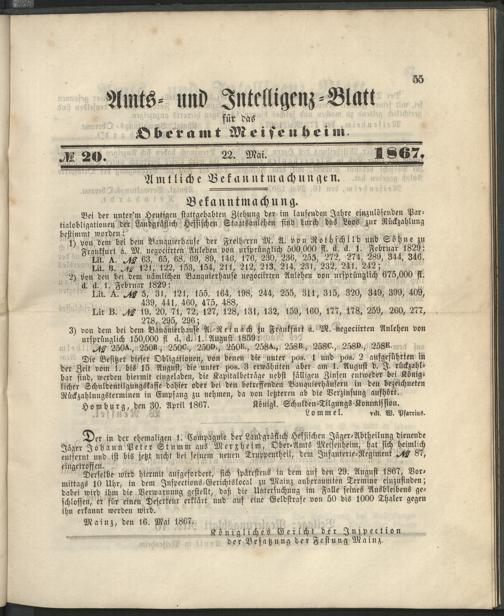 55
Amts- und Intelligenz-Blatt
für das
Oberamt Meisenheim.
№ 20. 22. Mai. 1867.
Amtliche Bekanntmachungen.
Bekanntmachung.
Bei der unter'm Heutigen stattgehabten Ziehung der im laufenden Jahre einzulösenden Par-
tialobligationen der Landgräflich Hessischen Staatsanlehen sind durch das Loos zur Rückzahlung
bestimmt worden:
1) von dem bei dem Banquierhause der Freiherrn M. A. von Rothschild und Söhne zu
Frankfurt a. M. negociirten Anlehen von ursprünglich 500,000 fl. d. d. 1. Februar 1829:
Lit. A. № 63, 65, 68, 69, 89, 146, 176, 230, 236, 255, 272, 274, 289, 344, 346.
Lit. B. № 121, 122, 153, 154, 211, 212, 213, 214, 231, 232, 241, 242;
2) von den bei dem nämlichen Banquierhause negociirten Anlehen von ursprünglich 675,000 fl.
d. d. 1. Februar 1829:
Lit. A. № 5, 31, 121, 155, 164, 198, 244, 255, 311, 315, 320, 349, 399, 409,
439, 441, 460, 475, 488,
Lit B. № 19, 20, 71, 72, 127, 128, 131, 132, 159, 160, 177, 178, 259, 260, 277,
278, 295, 296;
3) von dem bei dem Banquierhause A. Reinach zu Frankfurt a. M. negociirten Anlehen von
ursprünglich 150,000 fl. d. d. 1. August 1859:
№ 250A., 250B., 250C., 250D., 250E., 258A., 258B., 258C., 258D., 258E.
Die Besitzer dieser Obligationen, von denen die unter pos. 1 und pos. 2 aufgeführten in
der Zeit vom 1. bis 15. August, die unter pos. 3 erwähnten aber am 1. August d. J. rückzahl-
bar sind, werden hiermit eingeladen, die Kapitalbeträge nebst fälligen Zinsen entweder bei König-
licher Schuldentilgungskasse dahier oder bei den betreffenden Banquierhäusern in den bezeichneten
Rückzahlungsterminen in Empfang zu nehmen, da von letzteren ab die Verzinsung aufhört.
Homburg, den 30. April 1867. Königl. Schulden-Tilgungs-Kommission.
Lommel. vdt. W.
Der in der ehemaligen 1. Compagnie der Landgräflich Hessischen Jäger-Abtheilung dienende
Jäger Johann Peter Stumm aus Merxheim, Ober-Amts Meisenheim, hat sich heimlich
entfernt und ist bis jetzt nicht bei seinem neuen Truppentheil, dem Infanterie-Regiment № 87,
eingetroffen.
Derselbe wird hiermit aufgefordert, sich spätestens in dem auf den 29. August 1867, Vor-
mittags 10 Uhr, in dem Inspections-Gerichtslocal zu Mainz anberaumten Termine einzufinden;
dabei wird ihm die Verwarnung gestellt, daß die Untersuchung im Falle seines Ausbleibens ge-
schlossen, er für einen Deserteur erklärt und auf eine Geldstrafe von 50 bis 1000 Thaler gegen
ihn erkannt werden wird.
Mainz, den 16. Mai 1867.
Königliches Gericht der Inspection
der Besatzung der Festung Mainz.